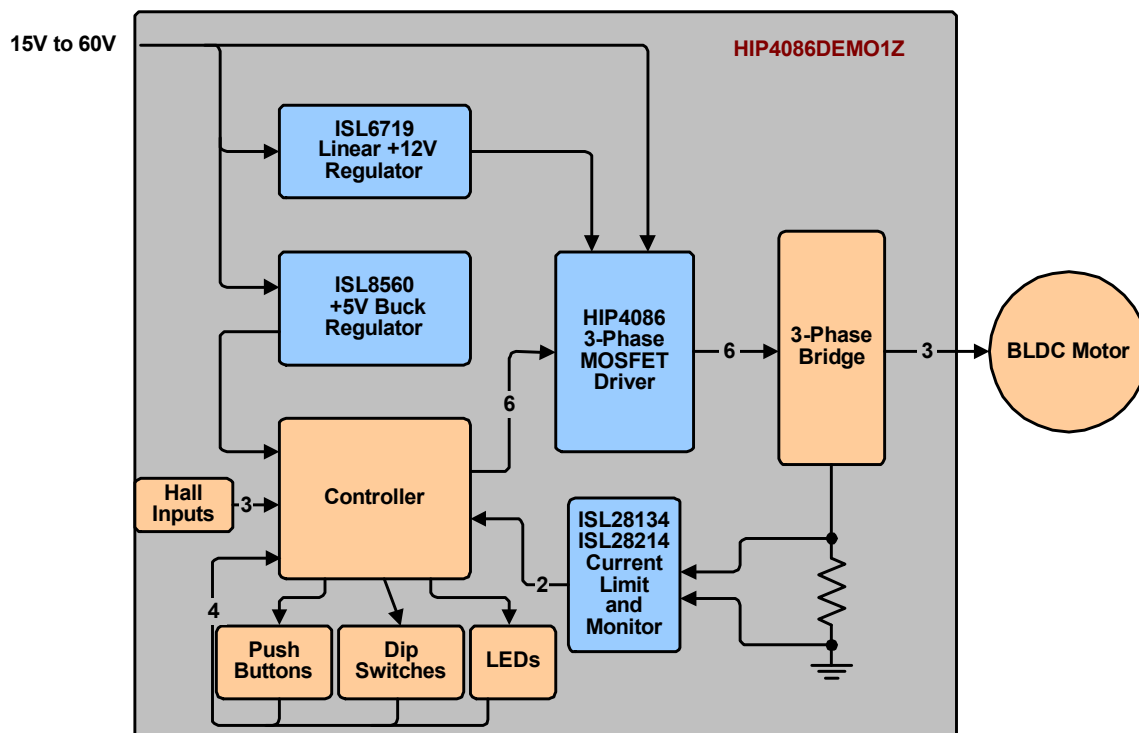 15V to 60V
HIP4086DEMO1Z
ISL6719
Linear +12V
Regulator
ISL8560
+5V Buck
Regulator
HIP4086
3-Phase
MOSFET
Driver
6
3-Phase
Bridge
3
BLDC Motor
6
Controller
Hall
Inputs
3
ISL28134
ISL28214
Current
Limit
and
Monitor
2
4
Push
Buttons
Dip
Switches
LEDs